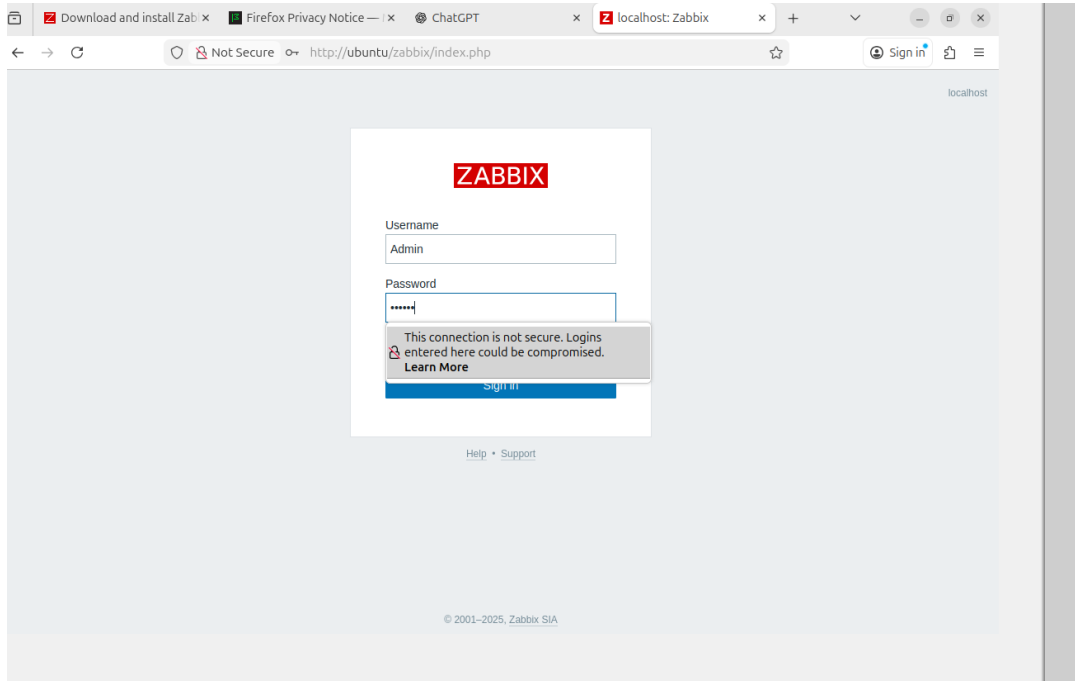 Download and install Zab
Firefox Privacy Notice —
ChatGPT
localhost: Zabbix
Not Secure
http://ubuntu/zabbix/index.php
Sign in
localhost
ZABBIX
Username
Admin
Password
This connection is not secure. Logins
entered here could be compromised.
Learn More
Sign in
Help • Support
© 2001–2025, Zabbix SIA